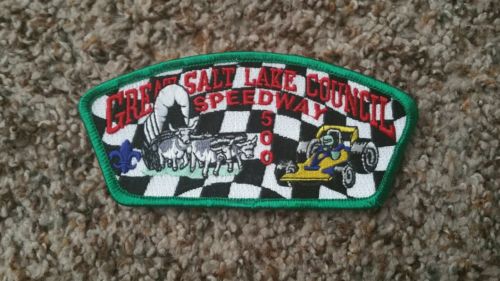 GREAT SALT LAKE COUNCIL
SPEEDWAY
500